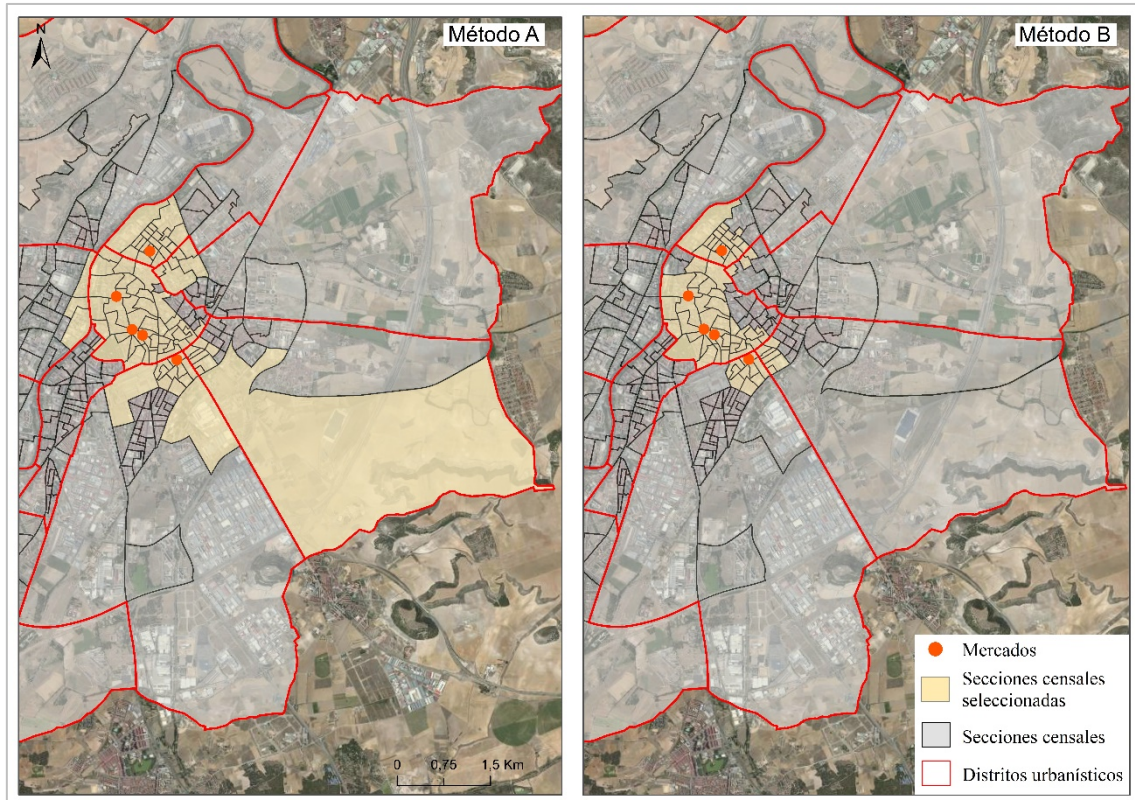 Método A
Método B
N
0 0,75 1,5 Km
Mercados
Secciones censales
seleccionadas
Secciones censales
Distritos urbanísticos